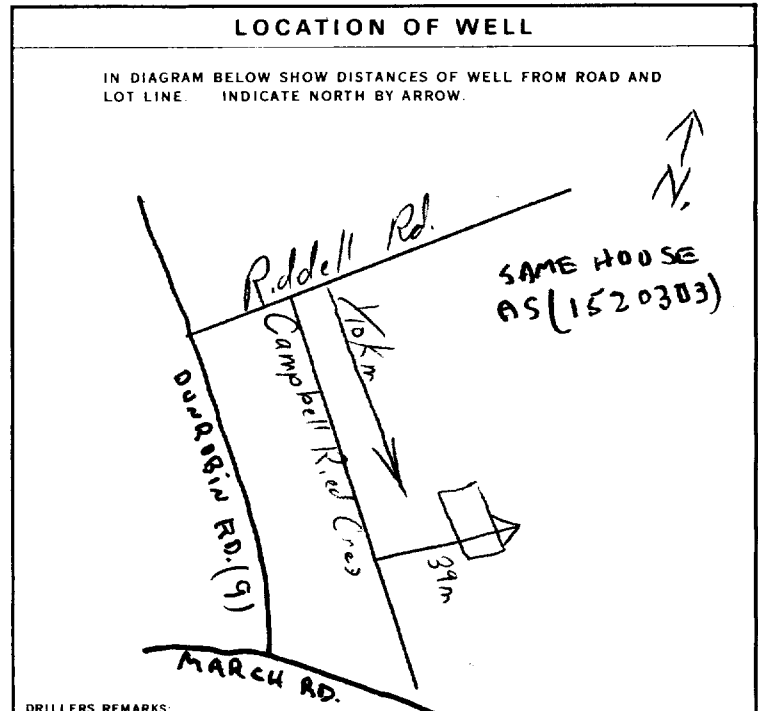 LOCATION OF WELL
IN DIAGRAM BELOW SHOW DISTANCES OF WELL FROM ROAD AND
LOT LINE. INDICATE NORTH BY ARROW.
N.
Riddell Rd.
SAME HOUSE
AS (1520303)
Campbell Ried Cres
DUNROBIN RD. (9)
39m
MARCH RD.
DRILLERS REMARKS: